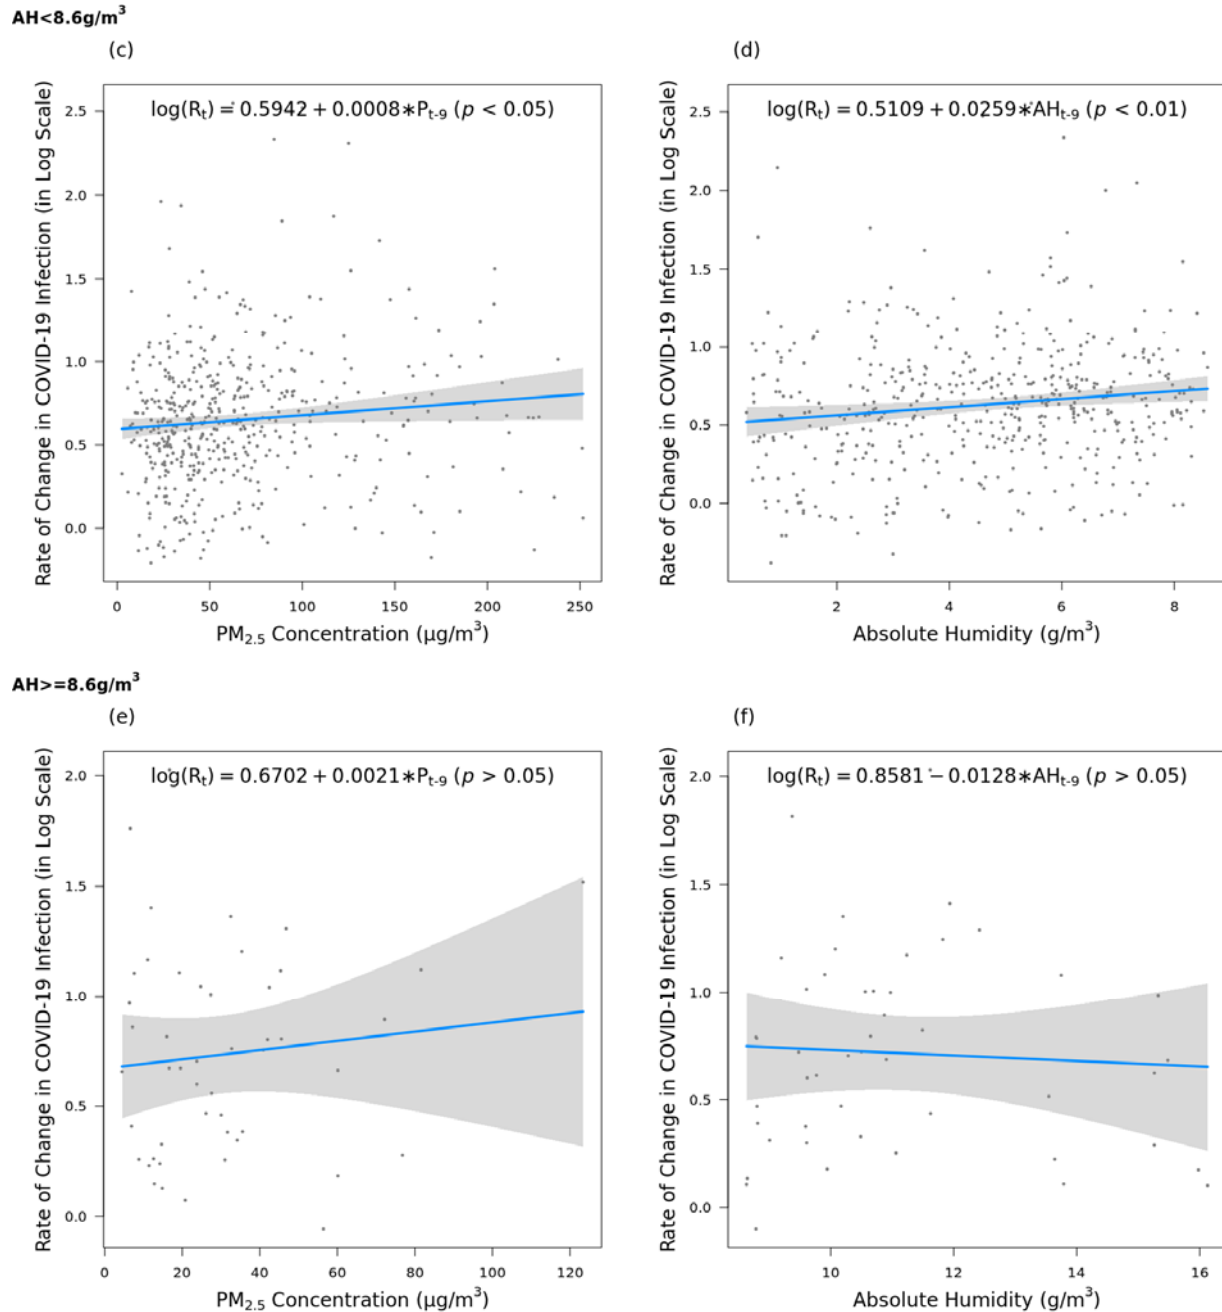 AH<8.6g/m³
(c)
log(Rₜ) = 0.5942 + 0.0008∗Pₜ₋₉ (p < 0.05)
Rate of Change in COVID-19 Infection (in Log Scale)
2.5
2.0
1.5
1.0
0.5
0.0
0 50 100 150 200 250
PM₂.₅ Concentration (μg/m³)
(d)
log(Rₜ) = 0.5109 + 0.0259∗AHₜ₋₉ (p < 0.01)
Rate of Change in COVID-19 Infection (in Log Scale)
2.5
2.0
1.5
1.0
0.5
0.0
2 4 6 8
Absolute Humidity (g/m³)
AH>=8.6g/m³
(e)
log(Rₜ) = 0.6702 + 0.0021∗Pₜ₋₉ (p > 0.05)
Rate of Change in COVID-19 Infection (in Log Scale)
2.0
1.5
1.0
0.5
0.0
0 20 40 60 80 100 120
PM₂.₅ Concentration (μg/m³)
(f)
log(Rₜ) = 0.8581 − 0.0128∗AHₜ₋₉ (p > 0.05)
Rate of Change in COVID-19 Infection (in Log Scale)
2.0
1.5
1.0
0.5
0.0
10 12 14 16
Absolute Humidity (g/m³)